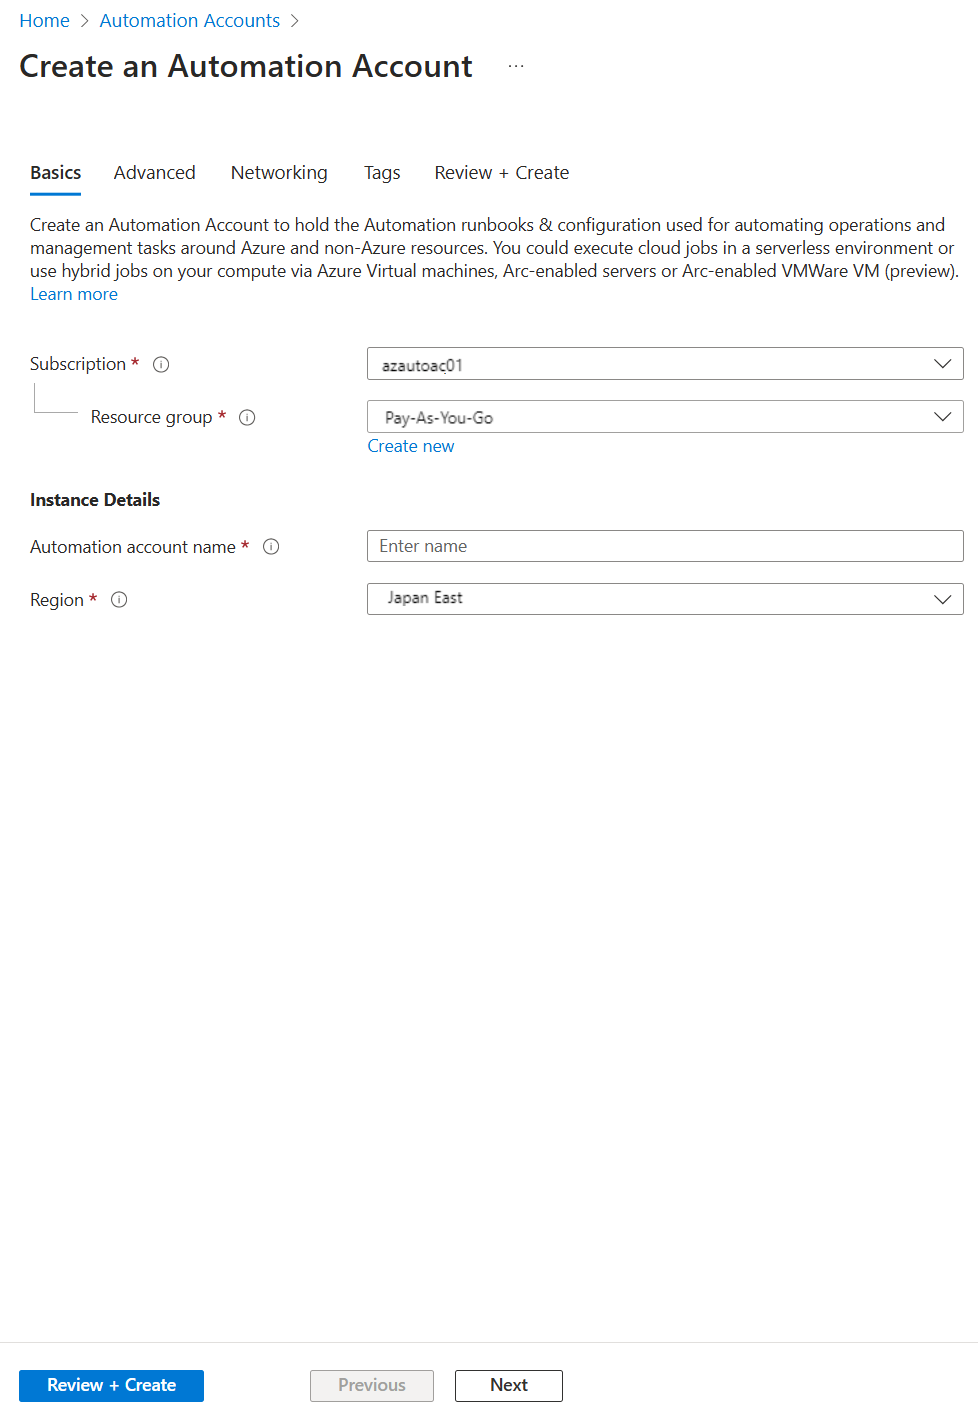 Home > Automation Accounts >
Create an Automation Account ...
Basics Advanced Networking Tags Review + Create
Create an Automation Account to hold the Automation runbooks & configuration used for automating operations and
management tasks around Azure and non-Azure resources. You could execute cloud jobs in a serverless environment or
use hybrid jobs on your compute via Azure Virtual machines, Arc-enabled servers or Arc-enabled VMWare VM (preview).
Learn more
Subscription * azautoac01
Resource group * Pay-As-You-Go
Create new
Instance Details
Automation account name * Enter name
Region * Japan East
Review + Create Previous Next